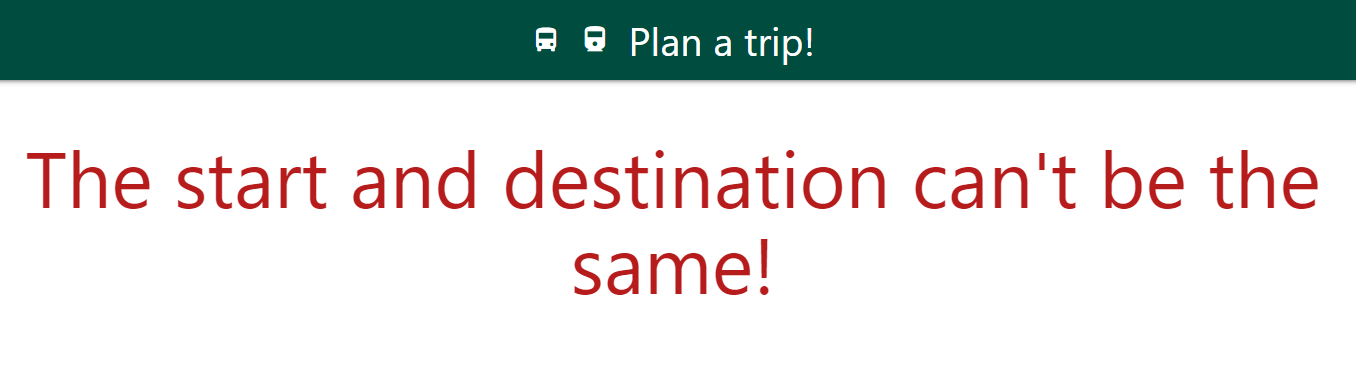 Plan a trip!
The start and destination can't be the
same!